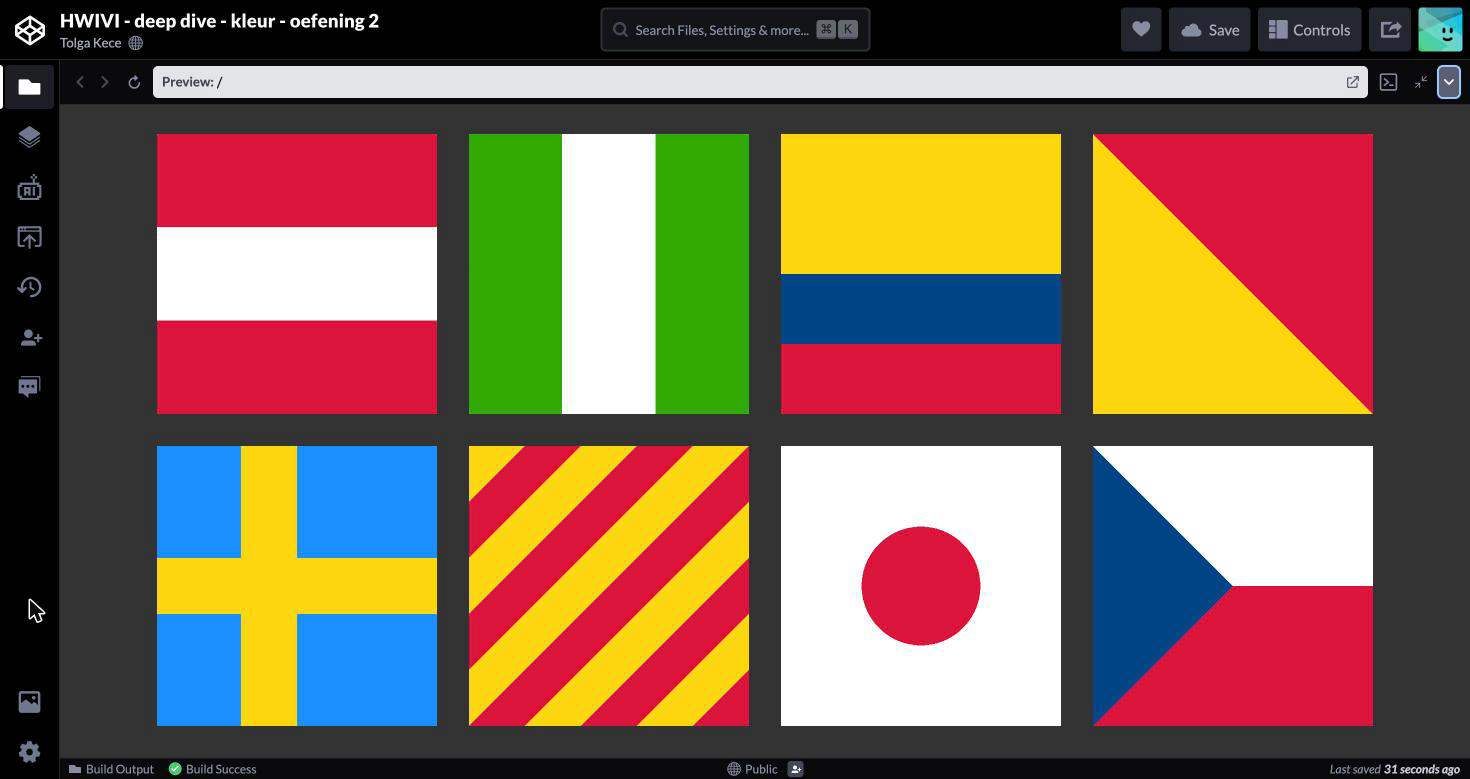 HWIVI - deep dive - kleur - oefening 2
Tolga Kece
Search Files, Settings & more... ⌘ K
Save
Controls
Preview: /
AI
Build Output
Build Success
Public
Last saved 31 seconds ago